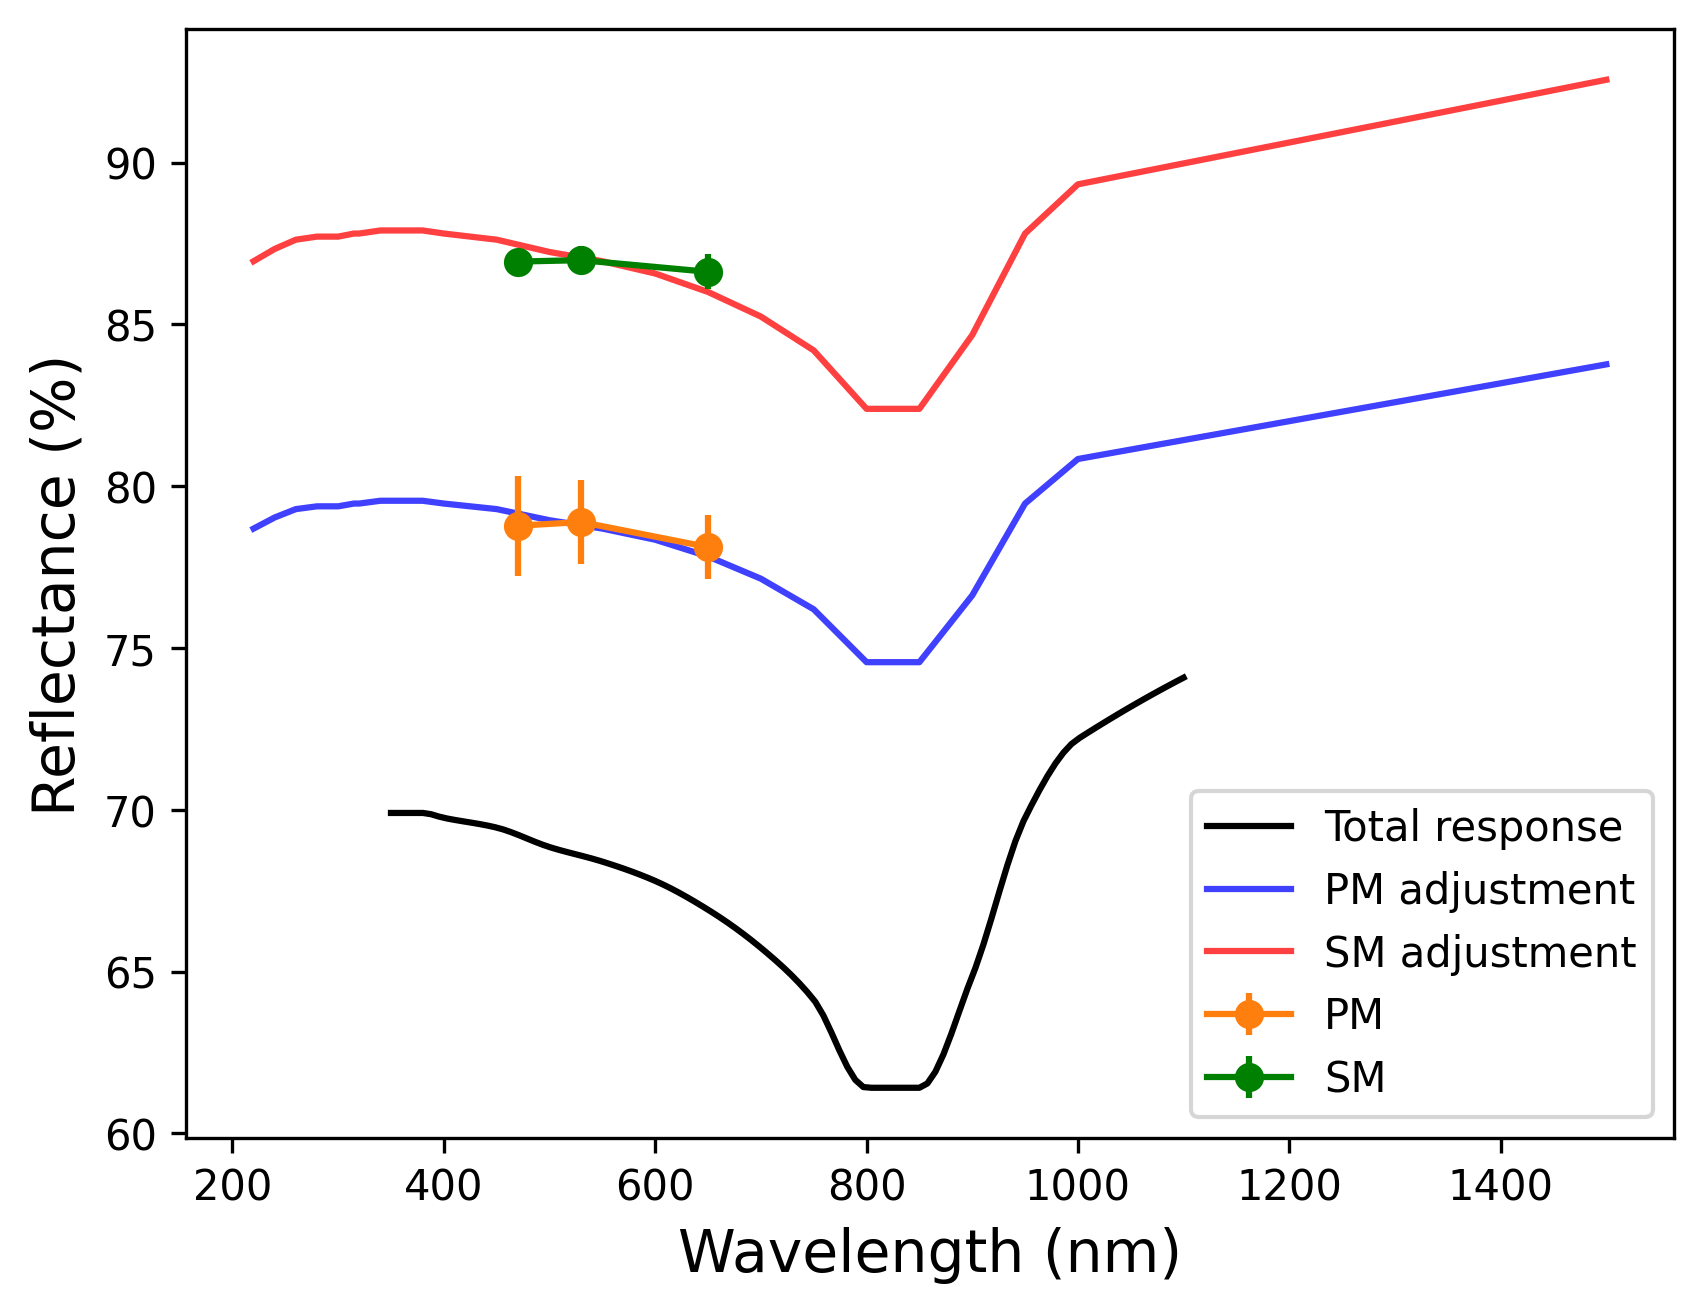 90
85
80
75
70
65
60
Reflectance (%)
200 400 600 800 1000 1200 1400
Wavelength (nm)
Total response
PM adjustment
SM adjustment
PM
SM